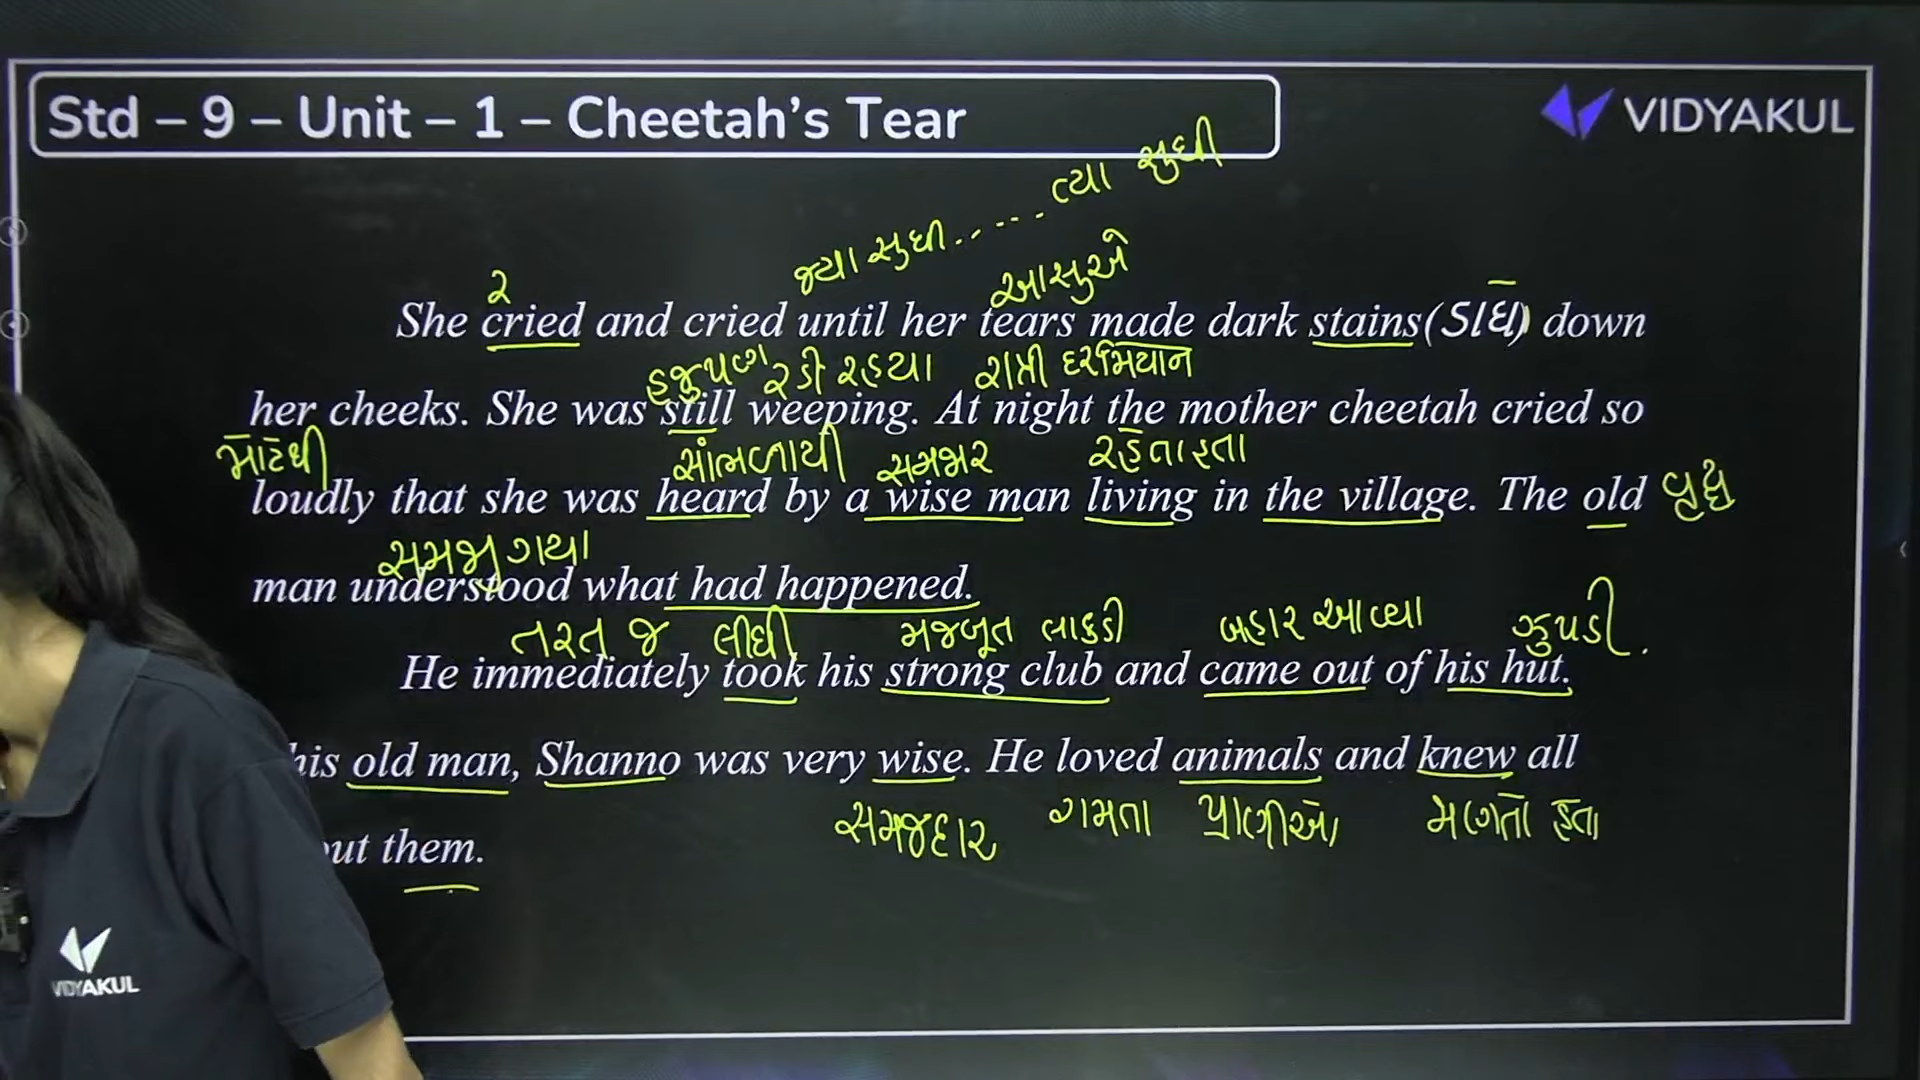 Std – 9 – Unit – 1 – Cheetah's Tear
VIDYAKUL
જ્યા સુધી..... ત્યા સુધી
૨ આસુએ
She cried and cried until her tears made dark stains(ડાઘ) down
હજુપણ રડી રહયા રાત્રી દરમિયાન
her cheeks. She was still weeping. At night the mother cheetah cried so
મોટેથી સાંભળાયી સમજદાર રહેતા હતા
loudly that she was heard by a wise man living in the village. The old વૃદ્ધ
સમજી ગયા
man understood what had happened.
તરત જ લીધી મજબૂત લાકડી બહાર આવ્યા ઝુપડી.
He immediately took his strong club and came out of his hut.
his old man, Shanno was very wise. He loved animals and knew all
સમજદાર ગમતા પ્રાણીઓ હતા
out them.
VIDYAKUL